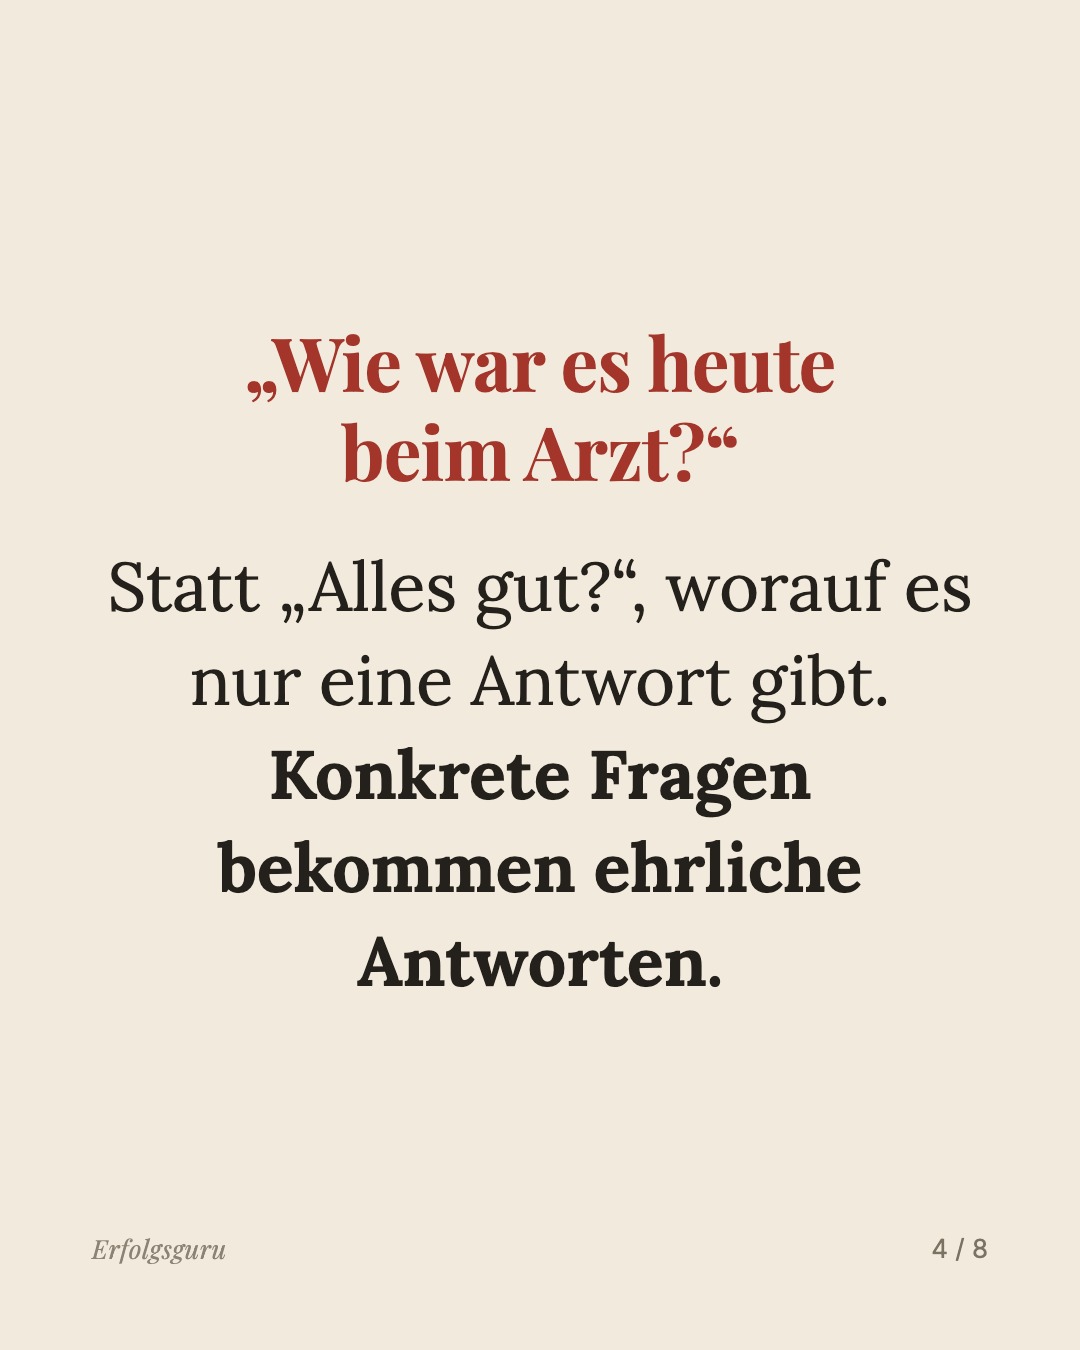 „Wie war es heute
beim Arzt?“
Statt „Alles gut?“, worauf es
nur eine Antwort gibt.
Konkrete Fragen
bekommen ehrliche
Antworten.
Erfolgsguru
4 / 8